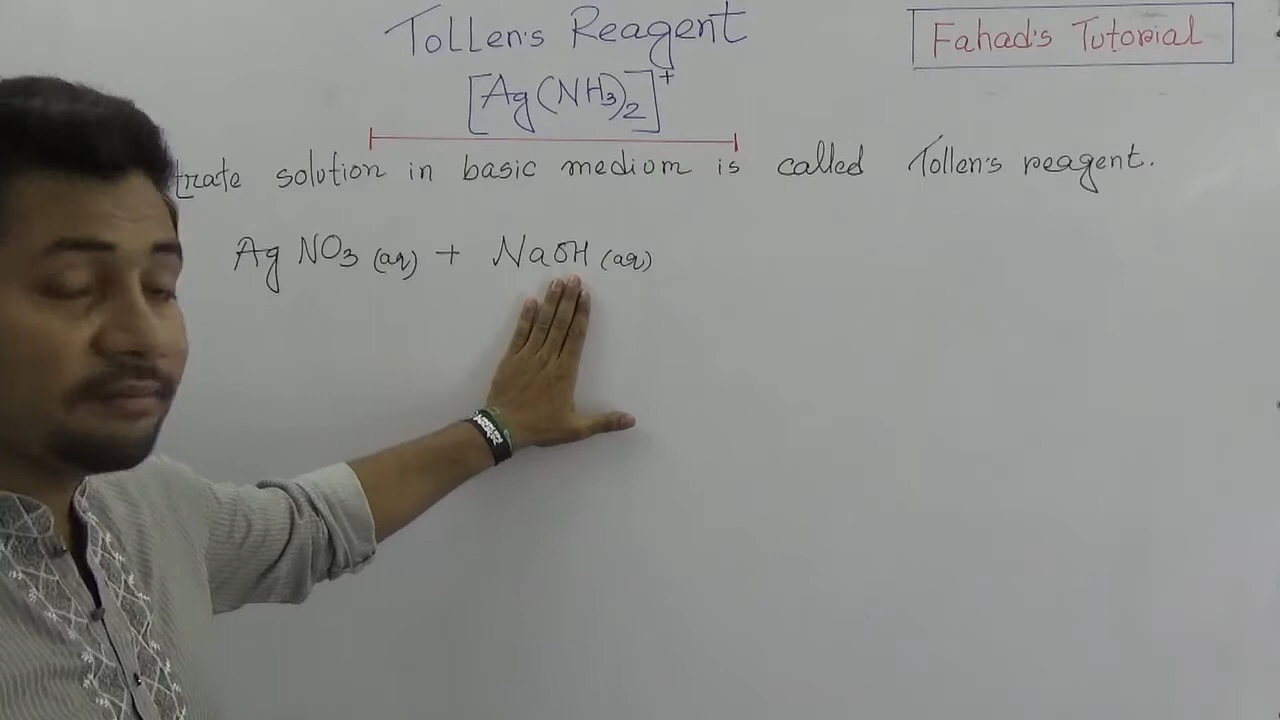 Tollen's Reagent
Fahad's Tutorial
[Ag(NH3)2]+
trate solution in basic mediom is called Tollen's reagent.
Ag NO3 (aq) + NaOH (aq)